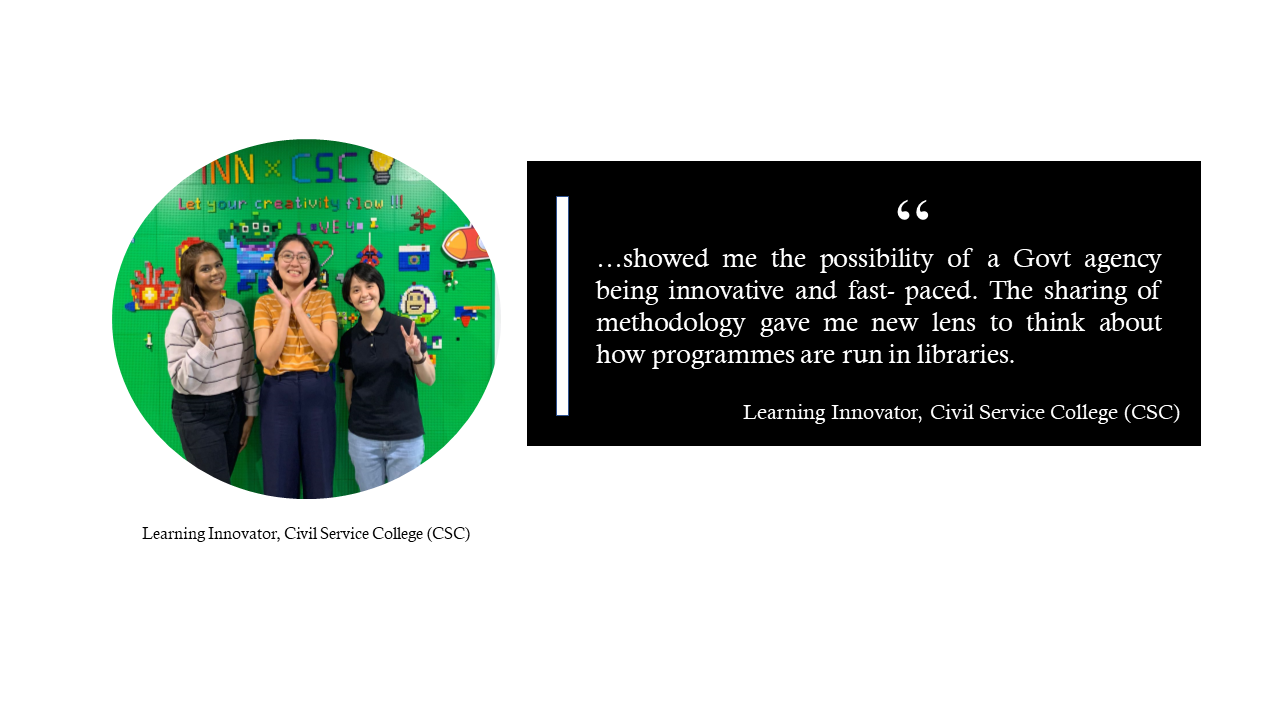 INN × CSC
Let your creativity flow !!!
“
…showed me the possibility of a Govt agency
being innovative and fast- paced. The sharing of
methodology gave me new lens to think about
how programmes are run in libraries.
Learning Innovator, Civil Service College (CSC)
Learning Innovator, Civil Service College (CSC)